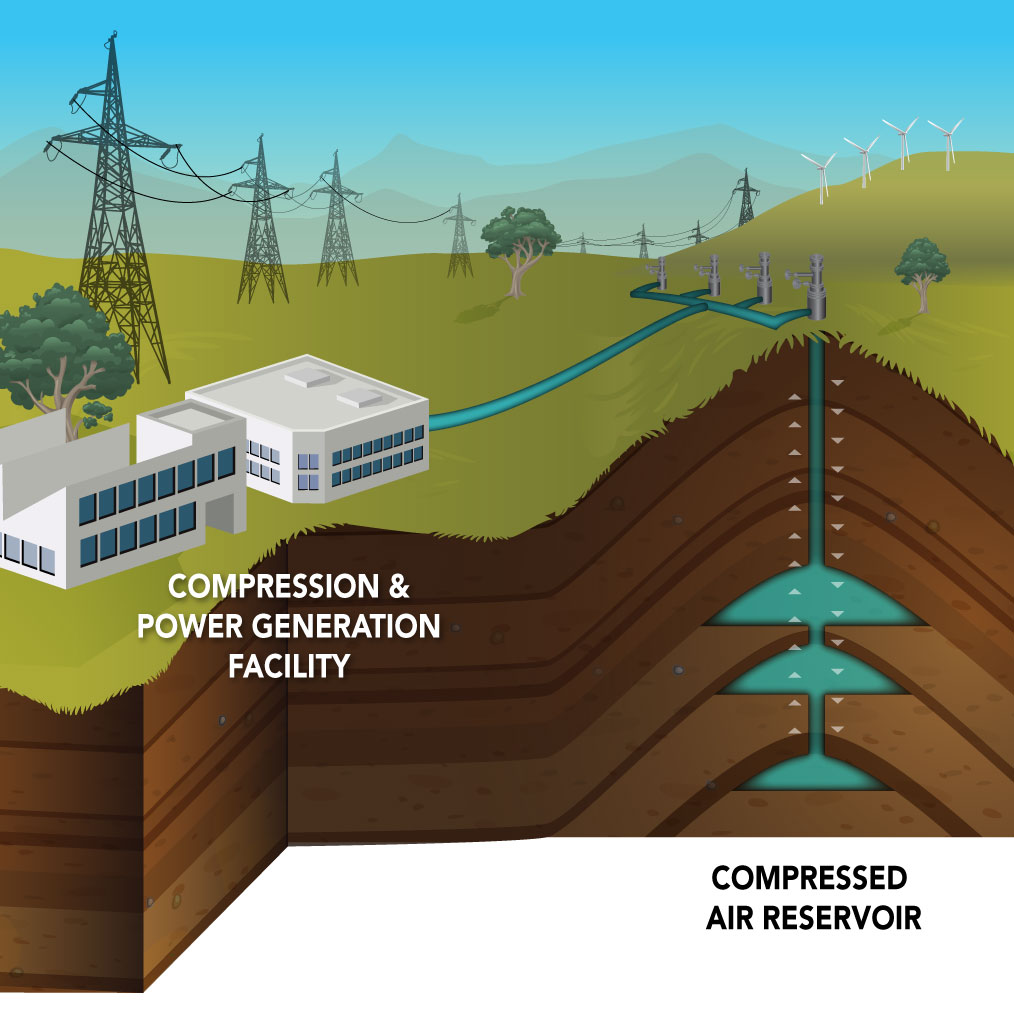 COMPRESSION &
POWER GENERATION
FACILITY
COMPRESSED
AIR RESERVOIR